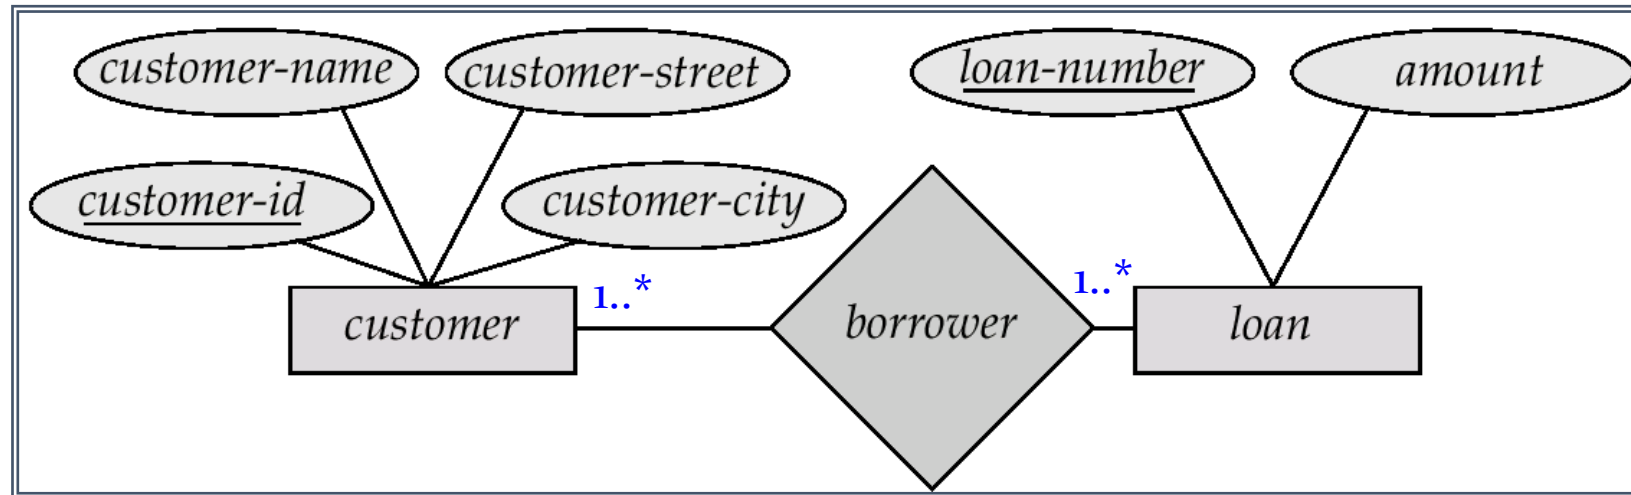 customer-name customer-street loan-number amount
customer-id customer-city
1..* 1..*
customer borrower loan